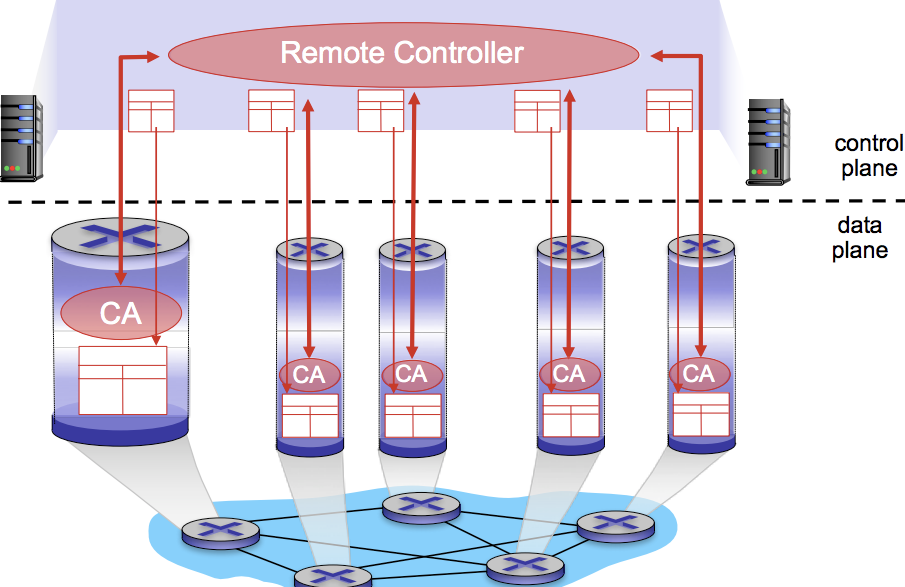 Remote Controller
control
plane
data
plane
CA
CA
CA
CA
CA